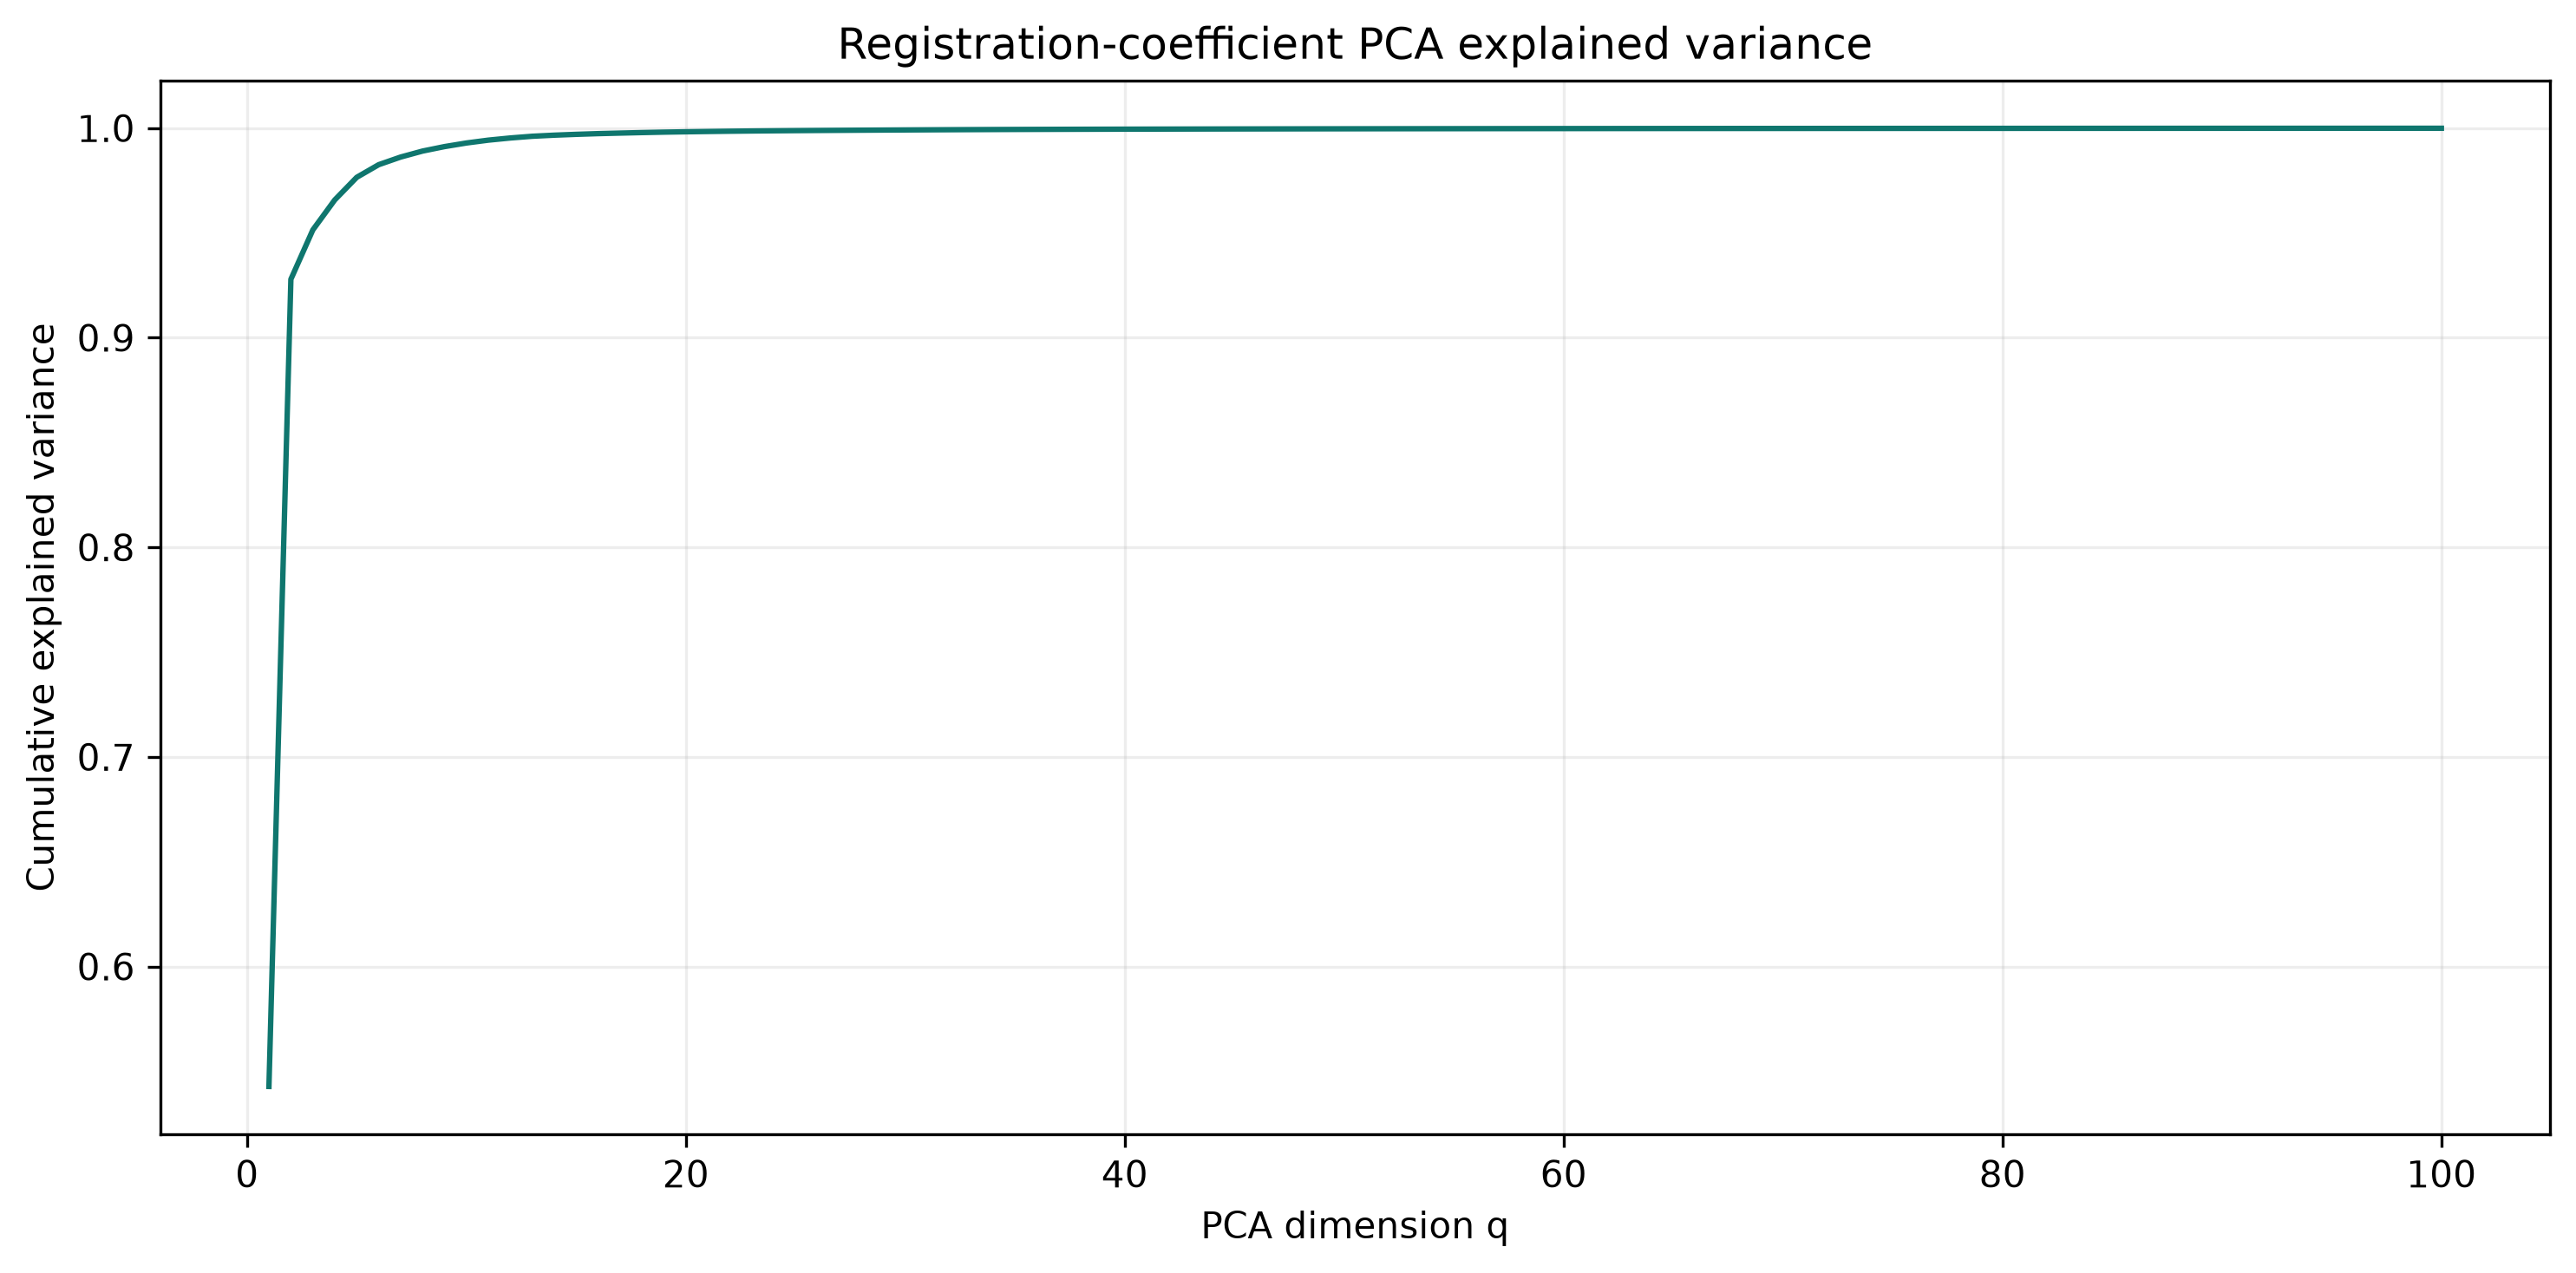 Registration-coefficient PCA explained variance
Cumulative explained variance
1.0
0.9
0.8
0.7
0.6
0 20 40 60 80 100
PCA dimension q